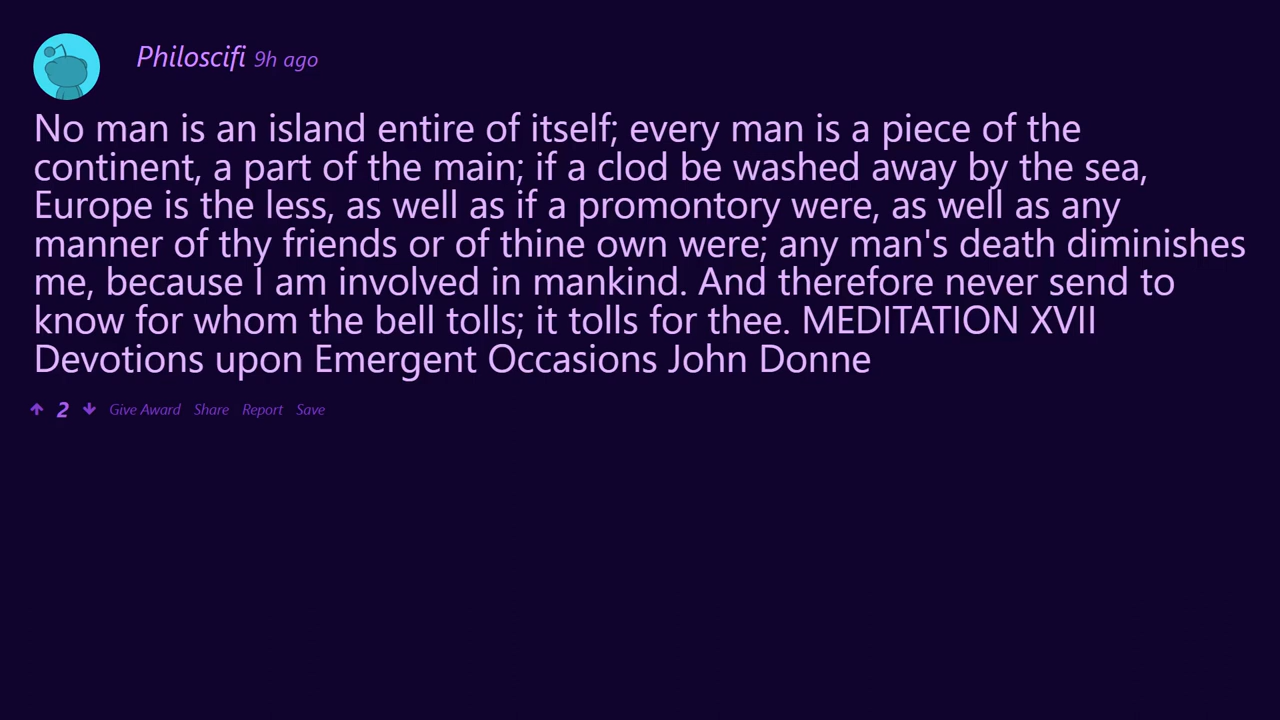 Philoscifi 9h ago
No man is an island entire of itself; every man is a piece of the
continent, a part of the main; if a clod be washed away by the sea,
Europe is the less, as well as if a promontory were, as well as any
manner of thy friends or of thine own were; any man's death diminishes
me, because I am involved in mankind. And therefore never send to
know for whom the bell tolls; it tolls for thee. MEDITATION XVII
Devotions upon Emergent Occasions John Donne
2 Give Award Share Report Save